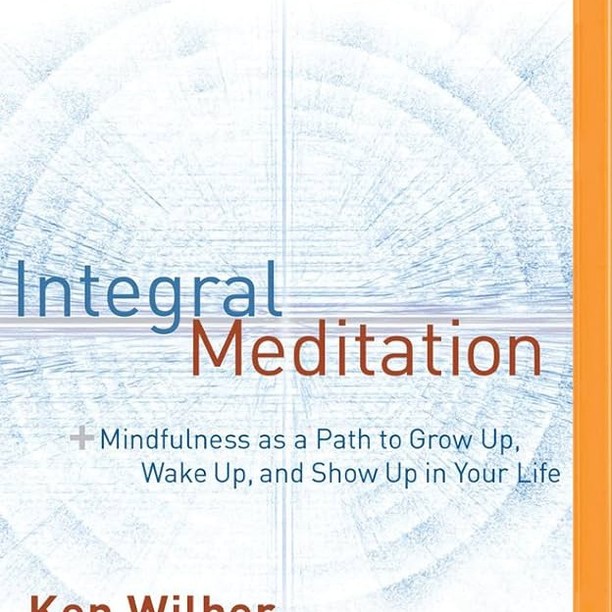 Integral
Meditation
+ Mindfulness as a Path to Grow Up,
Wake Up, and Show Up in Your Life
Ken Wilber